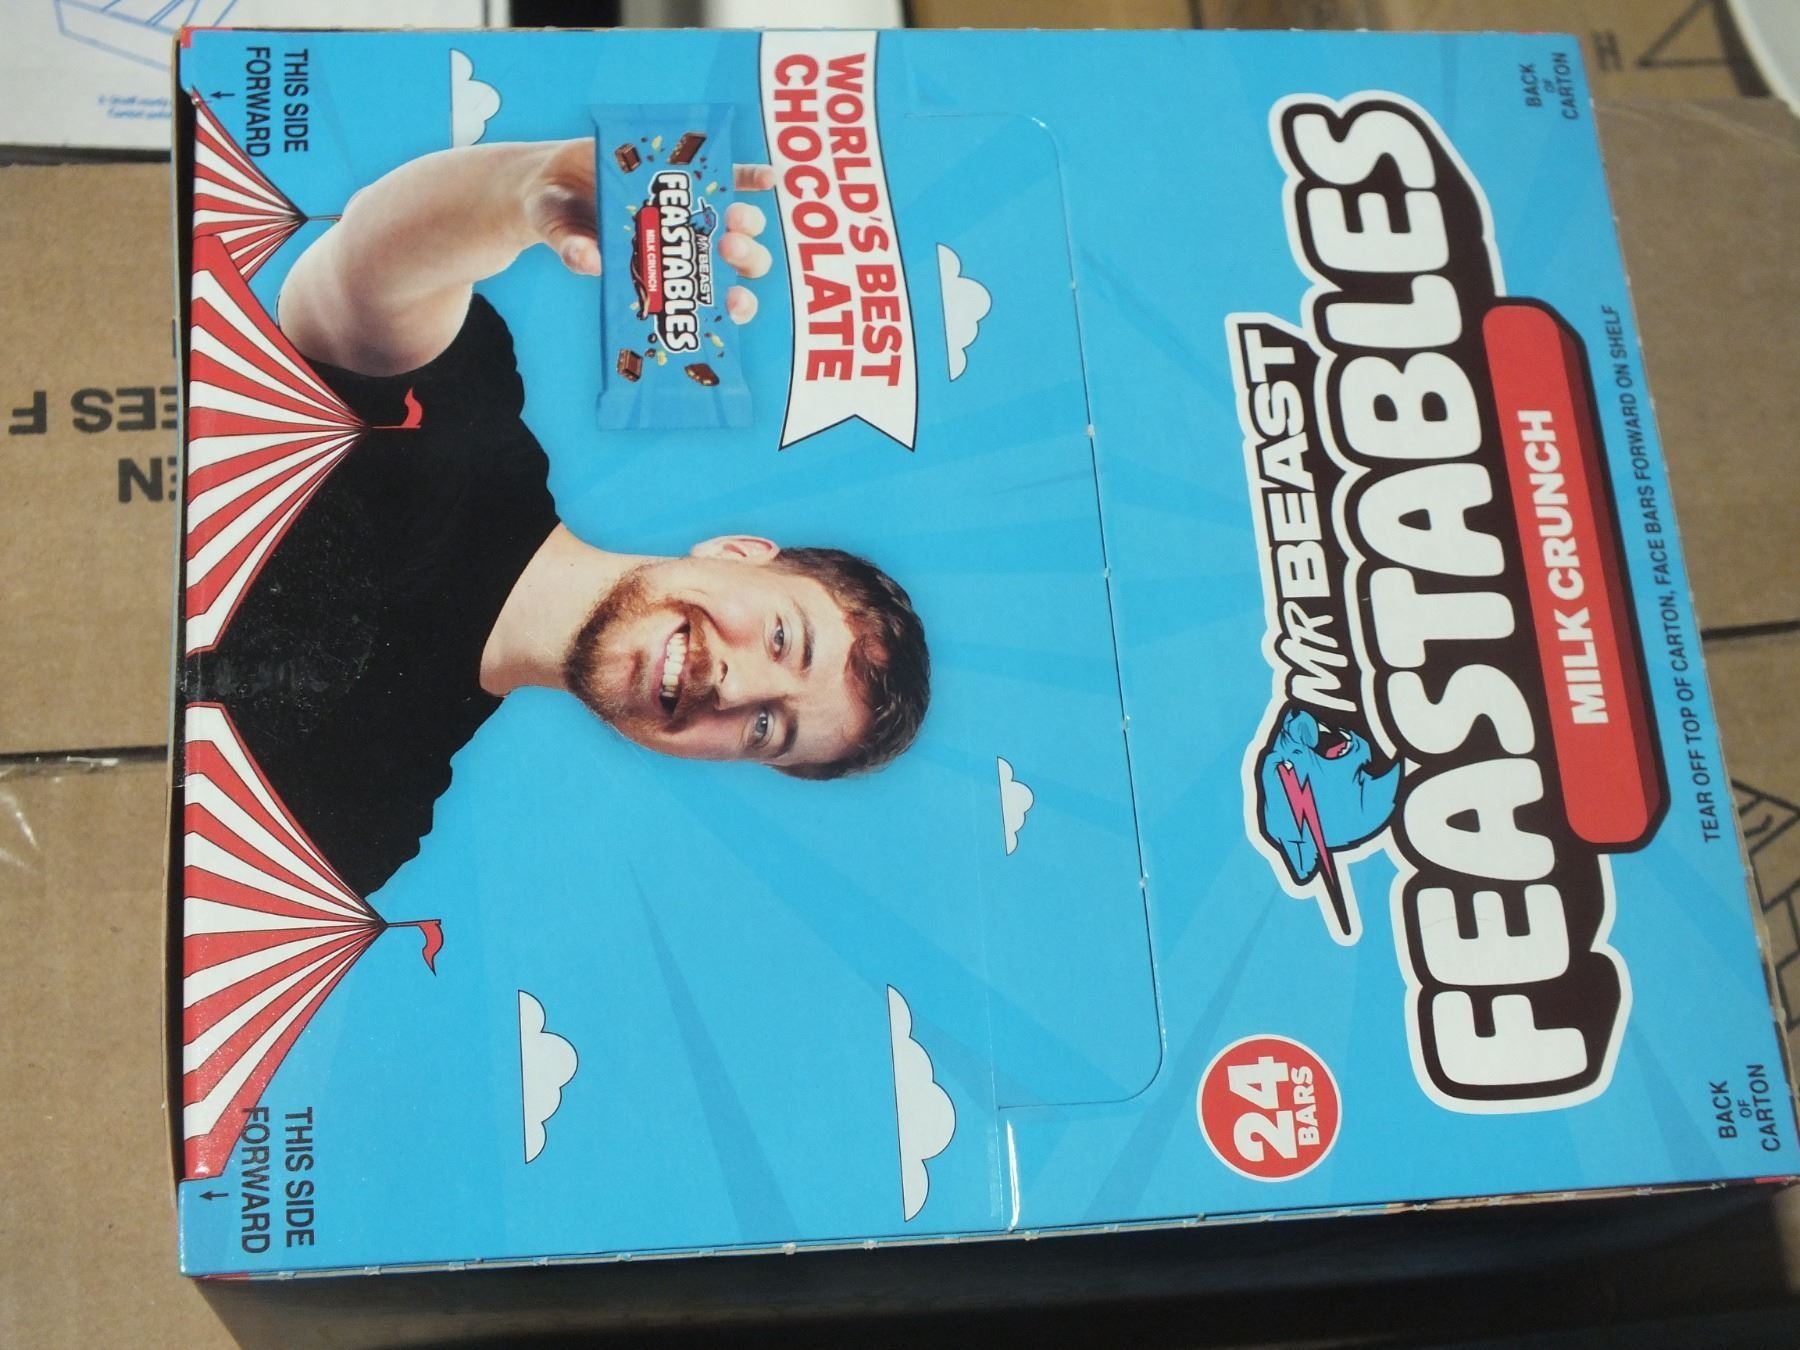 BACK
OF
CARTON
BACK
OF
CARTON
TEAR OFF TOP OF CARTON, FACE BARS FORWARD ON SHELF
MR BEAST
FEASTABLES
MILK CRUNCH
24
BARS
WORLD'S BEST
CHOCOLATE
MR BEAST
FEASTABLES
MILK CRUNCH
THIS SIDE
FORWARD
THIS SIDE
FORWARD
EES F